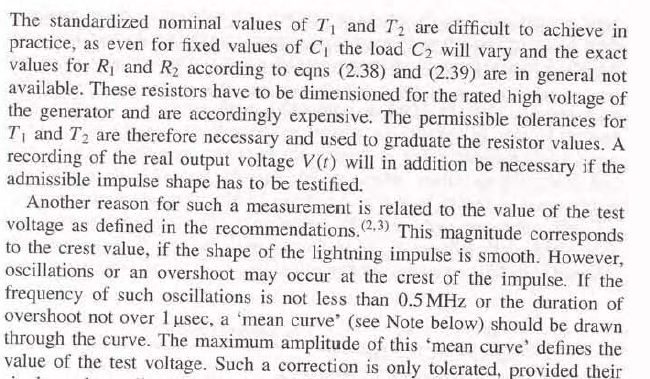 The standardized nominal values of T1 and T2 are difficult to achieve in
practice, as even for fixed values of C1 the load C2 will vary and the exact
values for R1 and R2 according to eqns (2.38) and (2.39) are in general not
available. These resistors have to be dimensioned for the rated high voltage of
the generator and are accordingly expensive. The permissible tolerances for
T1 and T2 are therefore necessary and used to graduate the resistor values. A
recording of the real output voltage V(t) will in addition be necessary if the
admissible impulse shape has to be testified.
Another reason for such a measurement is related to the value of the test
voltage as defined in the recommendations.(2,3) This magnitude corresponds
to the crest value, if the shape of the lightning impulse is smooth. However,
oscillations or an overshoot may occur at the crest of the impulse. If the
frequency of such oscillations is not less than 0.5 MHz or the duration of
overshoot not over 1 μsec, a ‘mean curve’ (see Note below) should be drawn
through the curve. The maximum amplitude of this ‘mean curve’ defines the
value of the test voltage. Such a correction is only tolerated, provided their